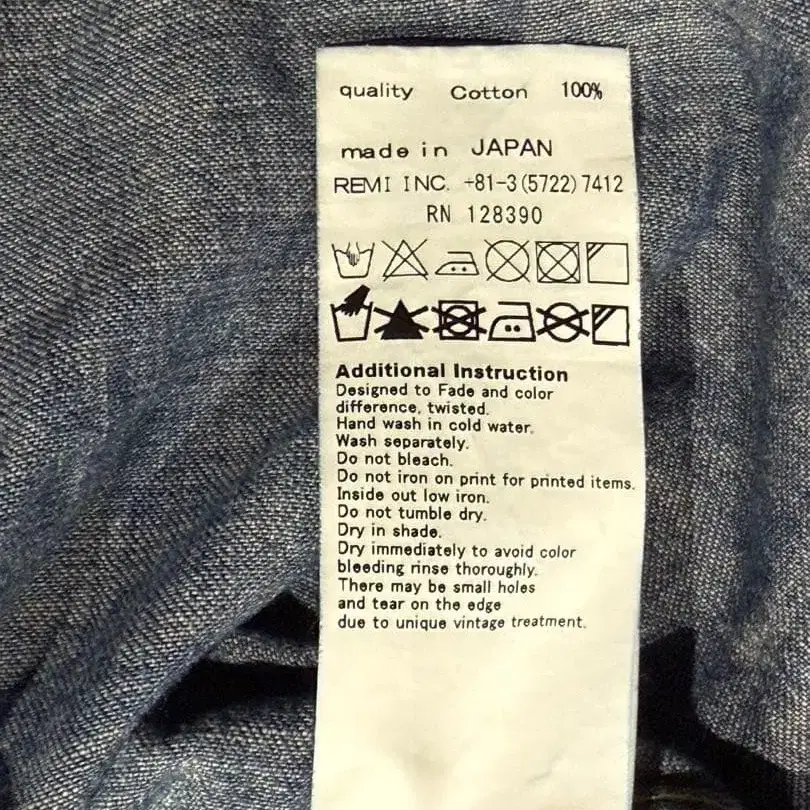 quality Cotton 100%
made in JAPAN
REMI INC. +81-3(5722)7412
RN 128390
Additional Instruction
Designed to Fade and color
difference, twisted.
Hand wash in cold water.
Wash separately.
Do not bleach.
Do not iron on print for printed items.
Inside out low iron.
Do not tumble dry.
Dry in shade.
Dry immediately to avoid color
bleeding rinse thoroughly.
There may be small holes
and tear on the edge
due to unique vintage treatment.